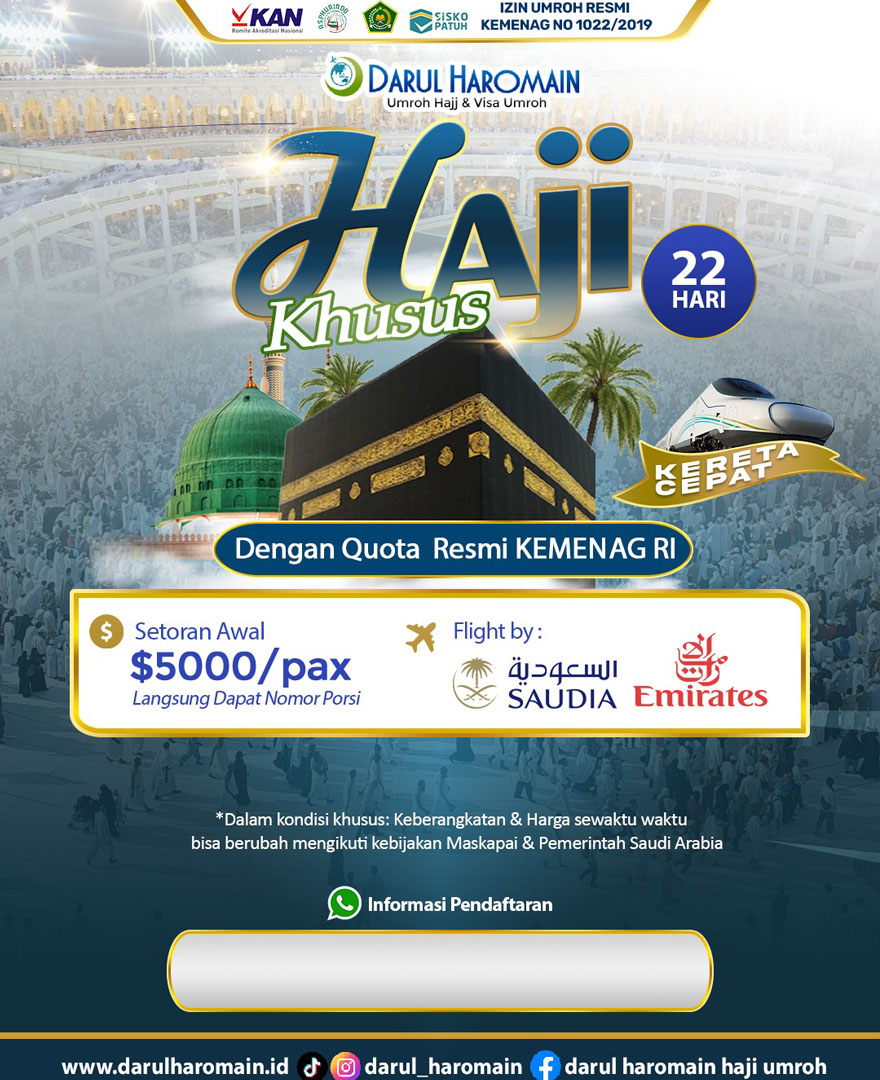 KAN
Komite Akreditasi Nasional
ASPHURINDO
SISKO
PATUH
IZIN UMROH RESMI
KEMENAG NO 1022/2019
DARUL HAROMAIN
Umroh Hajj & Visa Umroh
HAJI
Khusus
22
HARI
KERETA
CEPAT
Dengan Quota Resmi KEMENAG RI
$ Setoran Awal
$5000/pax
Langsung Dapat Nomor Porsi
Flight by :
السعودية
SAUDIA
Emirates
*Dalam kondisi khusus: Keberangkatan & Harga sewaktu waktu
bisa berubah mengikuti kebijakan Maskapai & Pemerintah Saudi Arabia
Informasi Pendaftaran
www.darulharomain.id darul_haromain darul haromain haji umroh